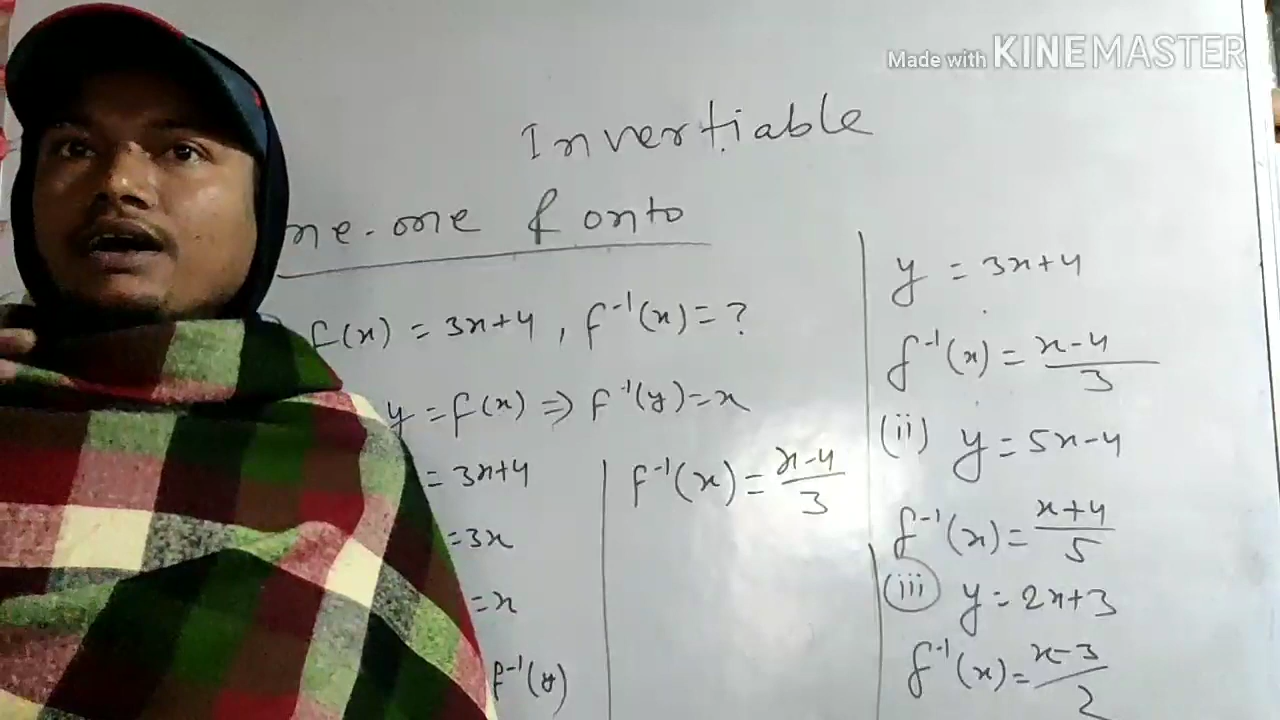 Made with KINEMASTER
Invertiable
ne-one & onto
f(x) = 3x+4, f⁻¹(x) = ?
y = f(x) ⇒ f⁻¹(y) = x
= 3x+4
= 3x
= x
f⁻¹(y)
f⁻¹(x) = (x-4)/3
y = 3x+4
f⁻¹(x) = (x-4)/3
(ii) y = 5x-4
f⁻¹(x) = (x+4)/5
(iii) y = 2x+3
f⁻¹(x) = (x-3)/2